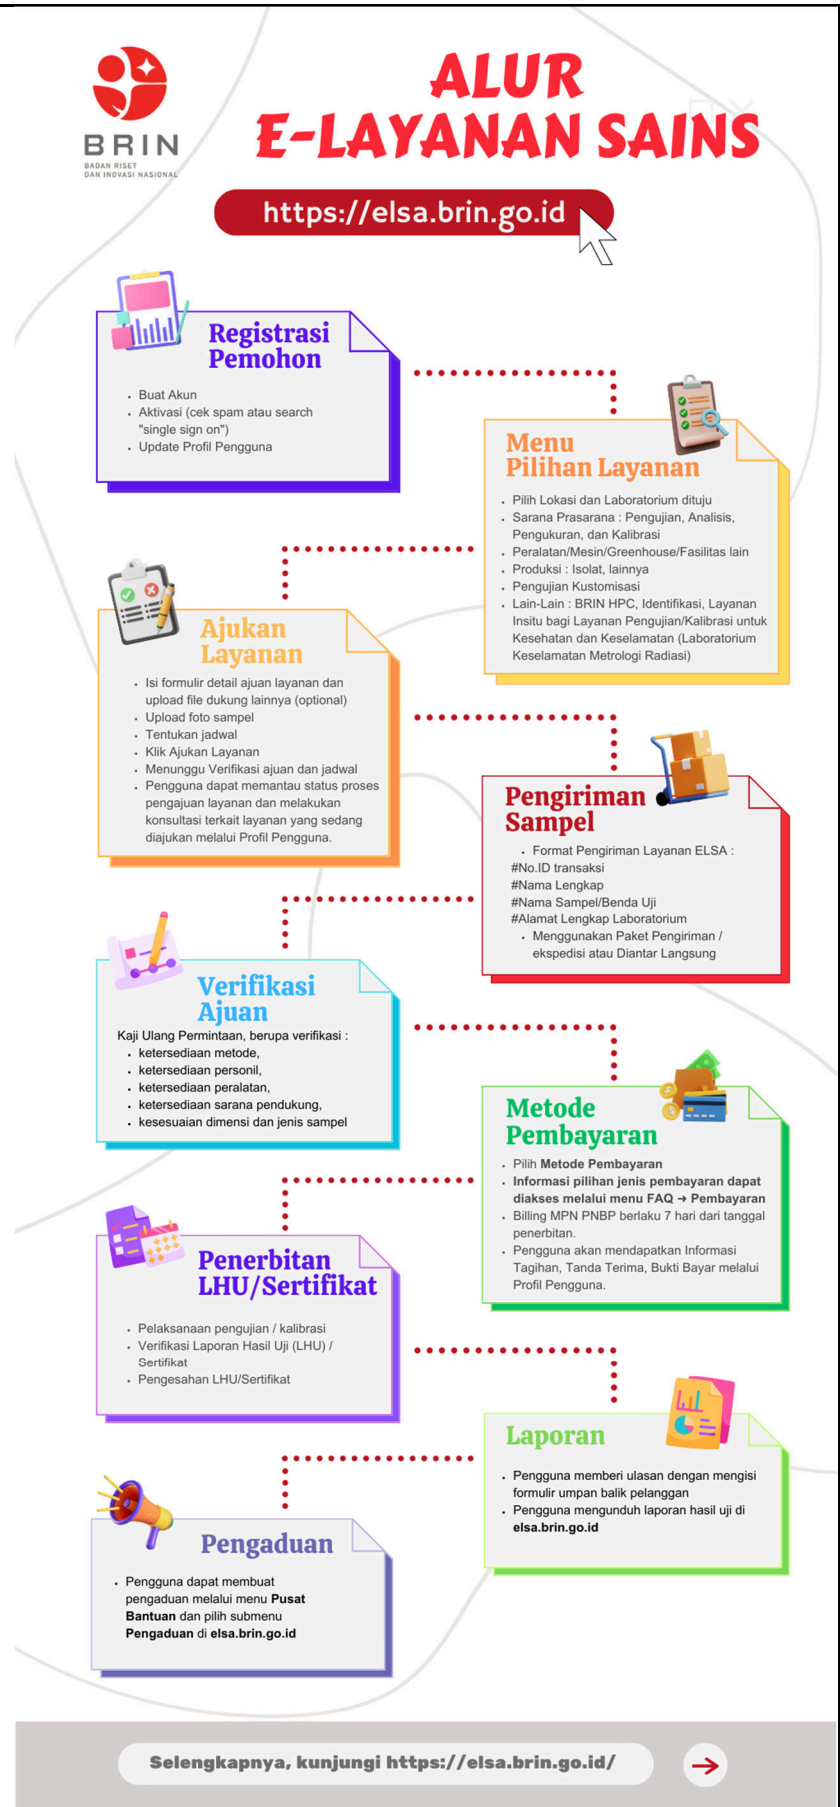 BRIN
BADAN RISET
DAN INOVASI NASIONAL
ALUR
E-LAYANAN SAINS
https://elsa.brin.go.id
Registrasi
Pemohon
• Buat Akun
• Aktivasi (cek spam atau search
"single sign on")
• Update Profil Pengguna
Menu
Pilihan Layanan
• Pilih Lokasi dan Laboratorium dituju
• Sarana Prasarana : Pengujian, Analisis,
Pengukuran, dan Kalibrasi
• Peralatan/Mesin/Greenhouse/Fasilitas lain
• Produksi : Isolat, lainnya
• Pengujian Kustomisasi
• Lain-Lain : BRIN HPC, Identifikasi, Layanan
Insitu bagi Layanan Pengujian/Kalibrasi untuk
Kesehatan dan Keselamatan (Laboratorium
Keselamatan Metrologi Radiasi)
Ajukan
Layanan
• Isi formulir detail ajuan layanan dan
upload file dukung lainnya (optional)
• Upload foto sampel
• Tentukan jadwal
• Klik Ajukan Layanan
• Menunggu Verifikasi ajuan dan jadwal
• Pengguna dapat memantau status proses
pengajuan layanan dan melakukan
konsultasi terkait layanan yang sedang
diajukan melalui Profil Pengguna.
Pengiriman
Sampel
• Format Pengiriman Layanan ELSA :
#No.ID transaksi
#Nama Lengkap
#Nama Sampel/Benda Uji
#Alamat Lengkap Laboratorium
• Menggunakan Paket Pengiriman /
ekspedisi atau Diantar Langsung
Verifikasi
Ajuan
Kaji Ulang Permintaan, berupa verifikasi :
• ketersediaan metode,
• ketersediaan personil,
• ketersediaan peralatan,
• ketersediaan sarana pendukung,
• kesesuaian dimensi dan jenis sampel
Metode
Pembayaran
• Pilih Metode Pembayaran
• Informasi pilihan jenis pembayaran dapat
diakses melalui menu FAQ ➔ Pembayaran
• Billing MPN PNBP berlaku 7 hari dari tanggal
penerbitan.
• Pengguna akan mendapatkan Informasi
Tagihan, Tanda Terima, Bukti Bayar melalui
Profil Pengguna.
Penerbitan
LHU/Sertifikat
• Pelaksanaan pengujian / kalibrasi
• Verifikasi Laporan Hasil Uji (LHU) /
Sertifikat
• Pengesahan LHU/Sertifikat
Laporan
• Pengguna memberi ulasan dengan mengisi
formulir umpan balik pelanggan
• Pengguna mengunduh laporan hasil uji di
elsa.brin.go.id
Pengaduan
• Pengguna dapat membuat
pengaduan melalui menu Pusat
Bantuan dan pilih submenu
Pengaduan di elsa.brin.go.id
Selengkapnya, kunjungi https://elsa.brin.go.id/